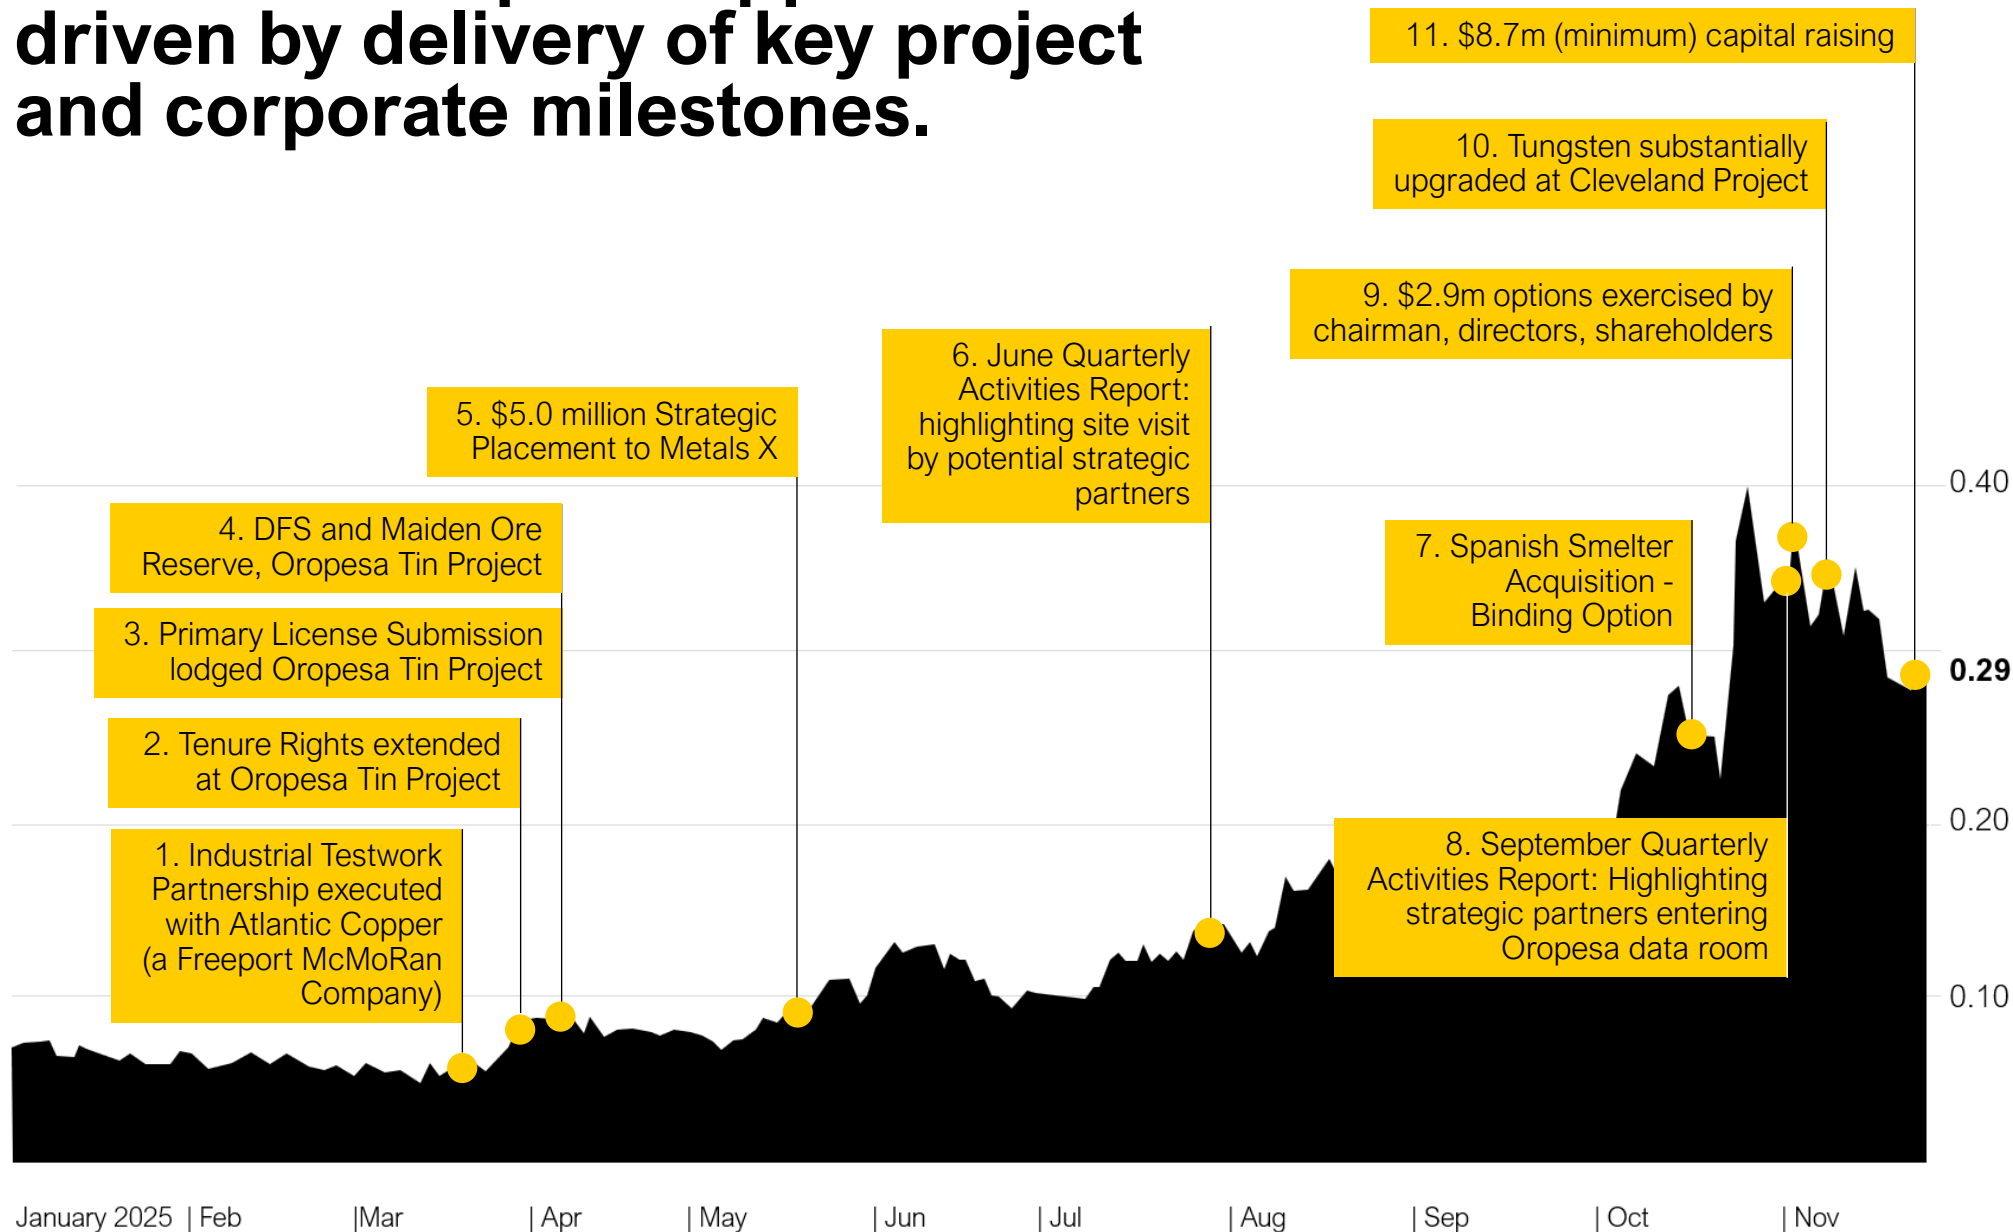 driven by delivery of key project
and corporate milestones.
11. $8.7m (minimum) capital raising
10. Tungsten substantially
upgraded at Cleveland Project
9. $2.9m options exercised by
chairman, directors, shareholders
6. June Quarterly
Activities Report:
highlighting site visit
by potential strategic
partners
5. $5.0 million Strategic
Placement to Metals X
4. DFS and Maiden Ore
Reserve, Oropesa Tin Project
7. Spanish Smelter
Acquisition -
Binding Option
3. Primary License Submission
lodged Oropesa Tin Project
2. Tenure Rights extended
at Oropesa Tin Project
1. Industrial Testwork
Partnership executed
with Atlantic Copper
(a Freeport McMoRan
Company)
8. September Quarterly
Activities Report: Highlighting
strategic partners entering
Oropesa data room
0.40
0.29
0.20
0.10
January 2025 | Feb |Mar | Apr | May | Jun | Jul | Aug | Sep | Oct | Nov